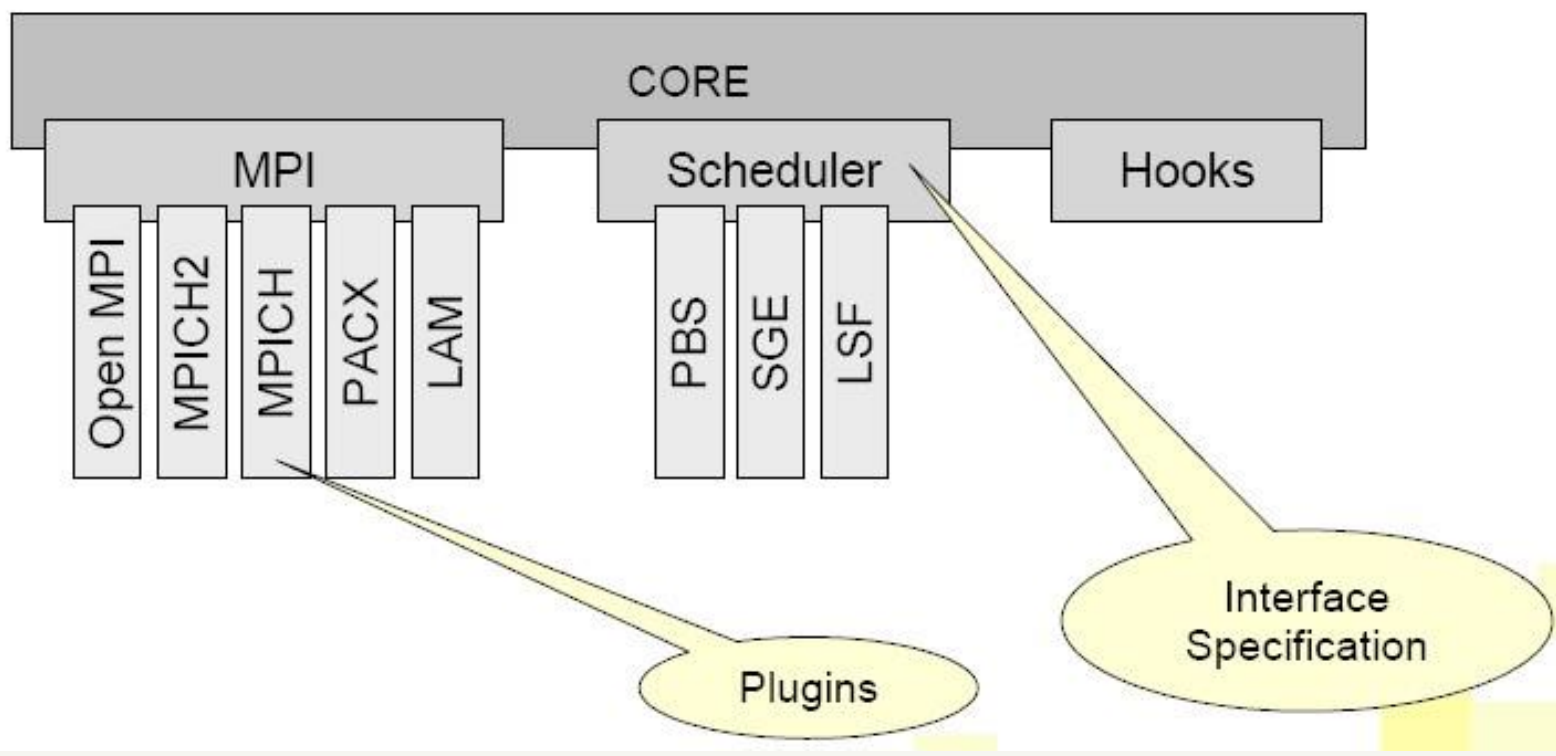 CORE
MPI
Scheduler
Hooks
Open MPI
MPICH2
MPICH
PACX
LAM
PBS
SGE
LSF
Interface
Specification
Plugins